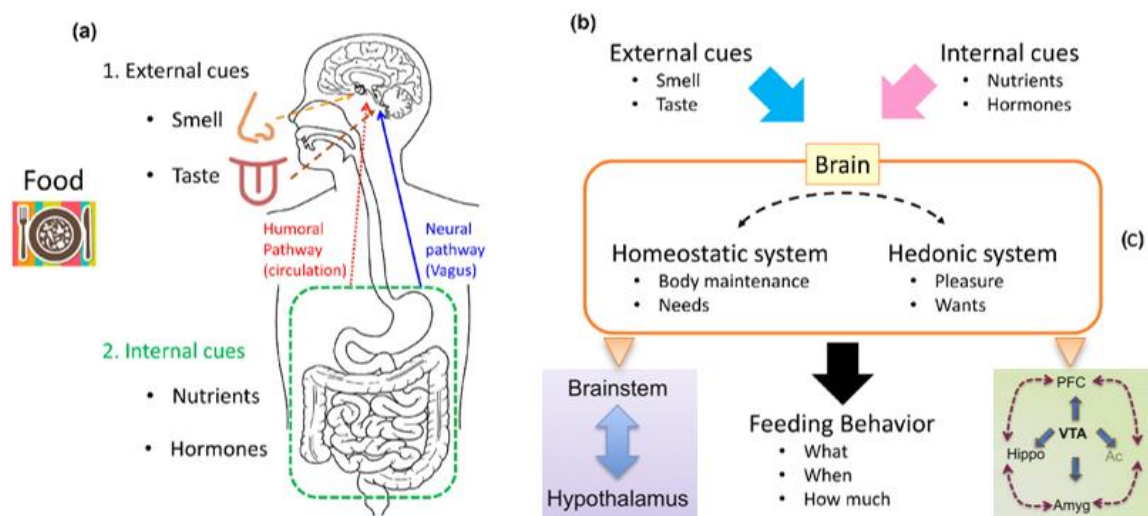 (a)
1. External cues
• Smell
• Taste
Food
Humoral
Pathway
(circulation)
Neural
pathway
(Vagus)
2. Internal cues
• Nutrients
• Hormones
(b)
External cues
• Smell
• Taste
Internal cues
• Nutrients
• Hormones
Brain
Homeostatic system
• Body maintenance
• Needs
Hedonic system
• Pleasure
• Wants
(c)
Brainstem
Hypothalamus
Feeding Behavior
• What
• When
• How much
PFC
VTA
Hippo
Ac
Amyg